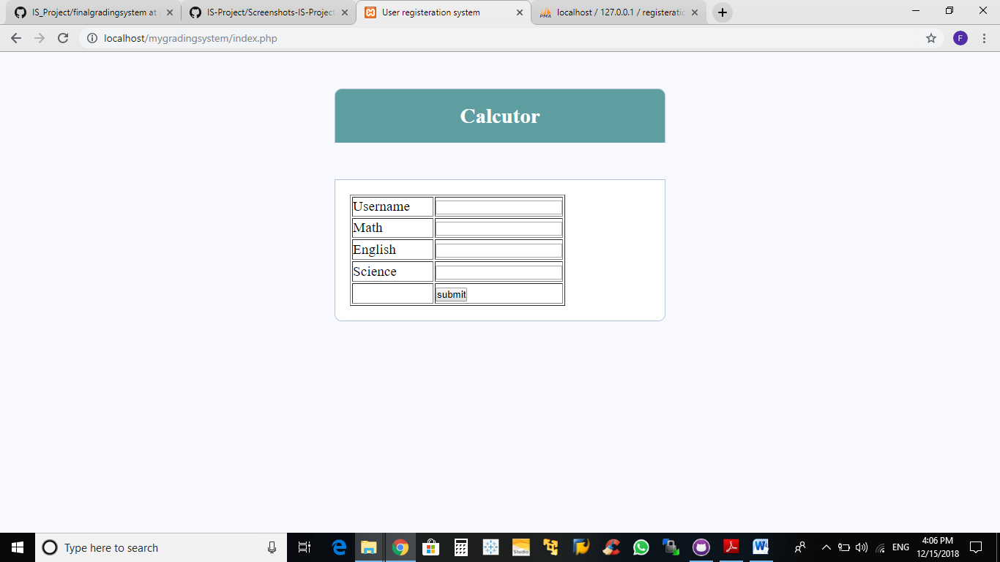 IS_Project/finalgradingsystem at
IS-Project/Screenshots-IS-Project
User registeration system
localhost / 127.0.0.1 / registeratio
localhost/mygradingsystem/index.php
F
Calcutor
Username
Math
English
Science
submit
Type here to search
Studio
ENG
4:06 PM
12/15/2018